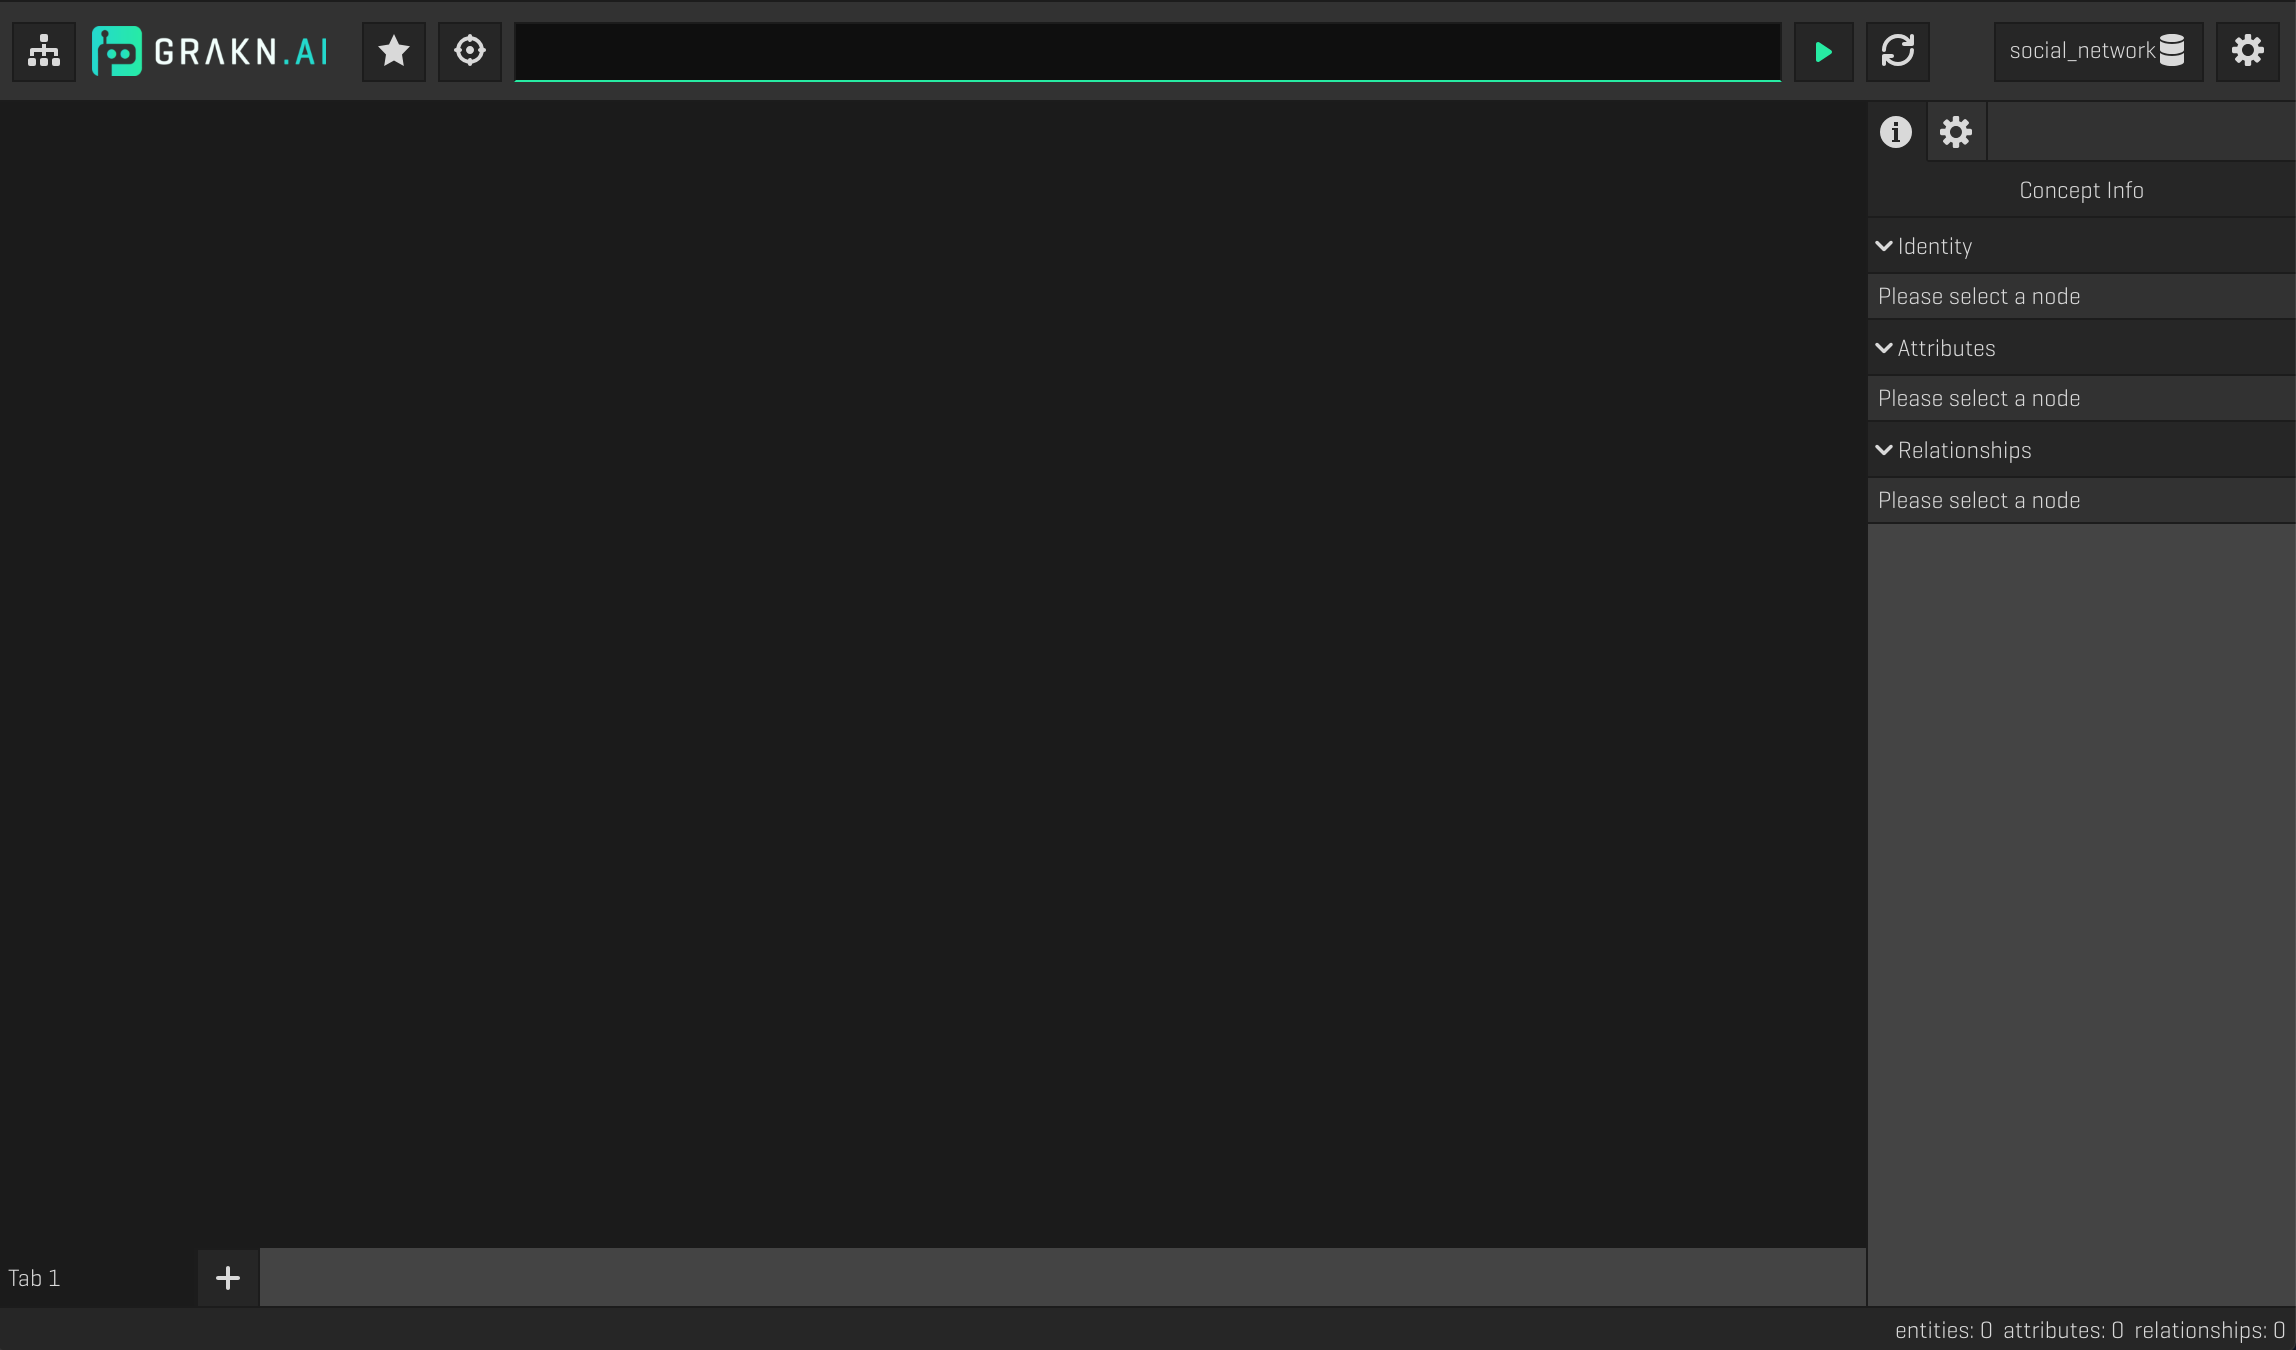 GRAKN.AI
social_network
Concept Info
Identity
Please select a node
Attributes
Please select a node
Relationships
Please select a node
Tab 1
entities: 0 attributes: 0 relationships: 0